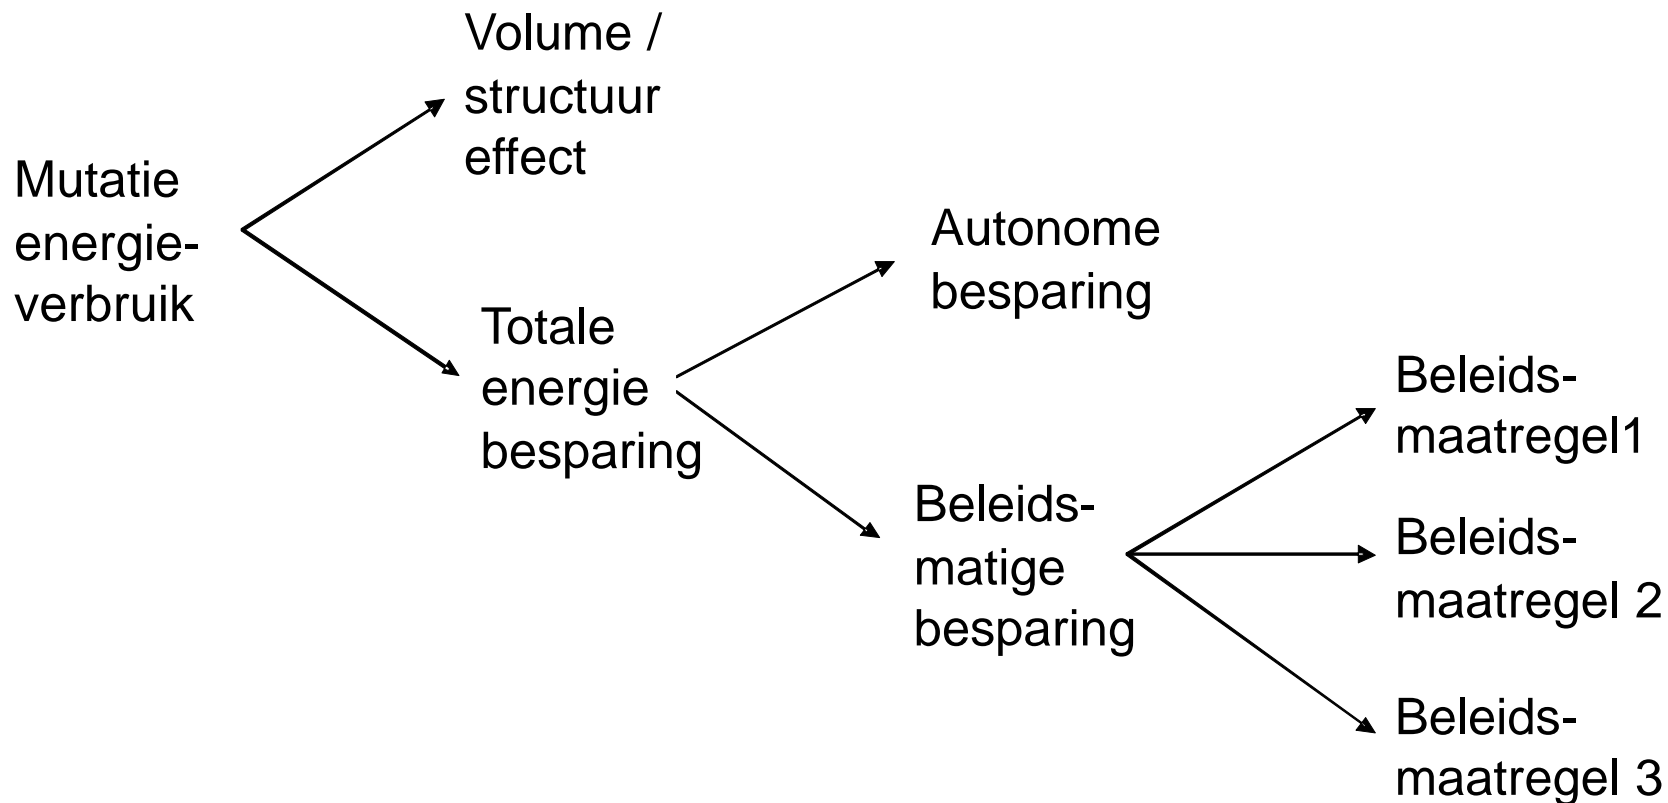 Mutatie
energie-
verbruik
Volume /
structuur
effect
Totale
energie
besparing
Autonome
besparing
Beleids-
matige
besparing
Beleids-
maatregel1
Beleids-
maatregel 2
Beleids-
maatregel 3